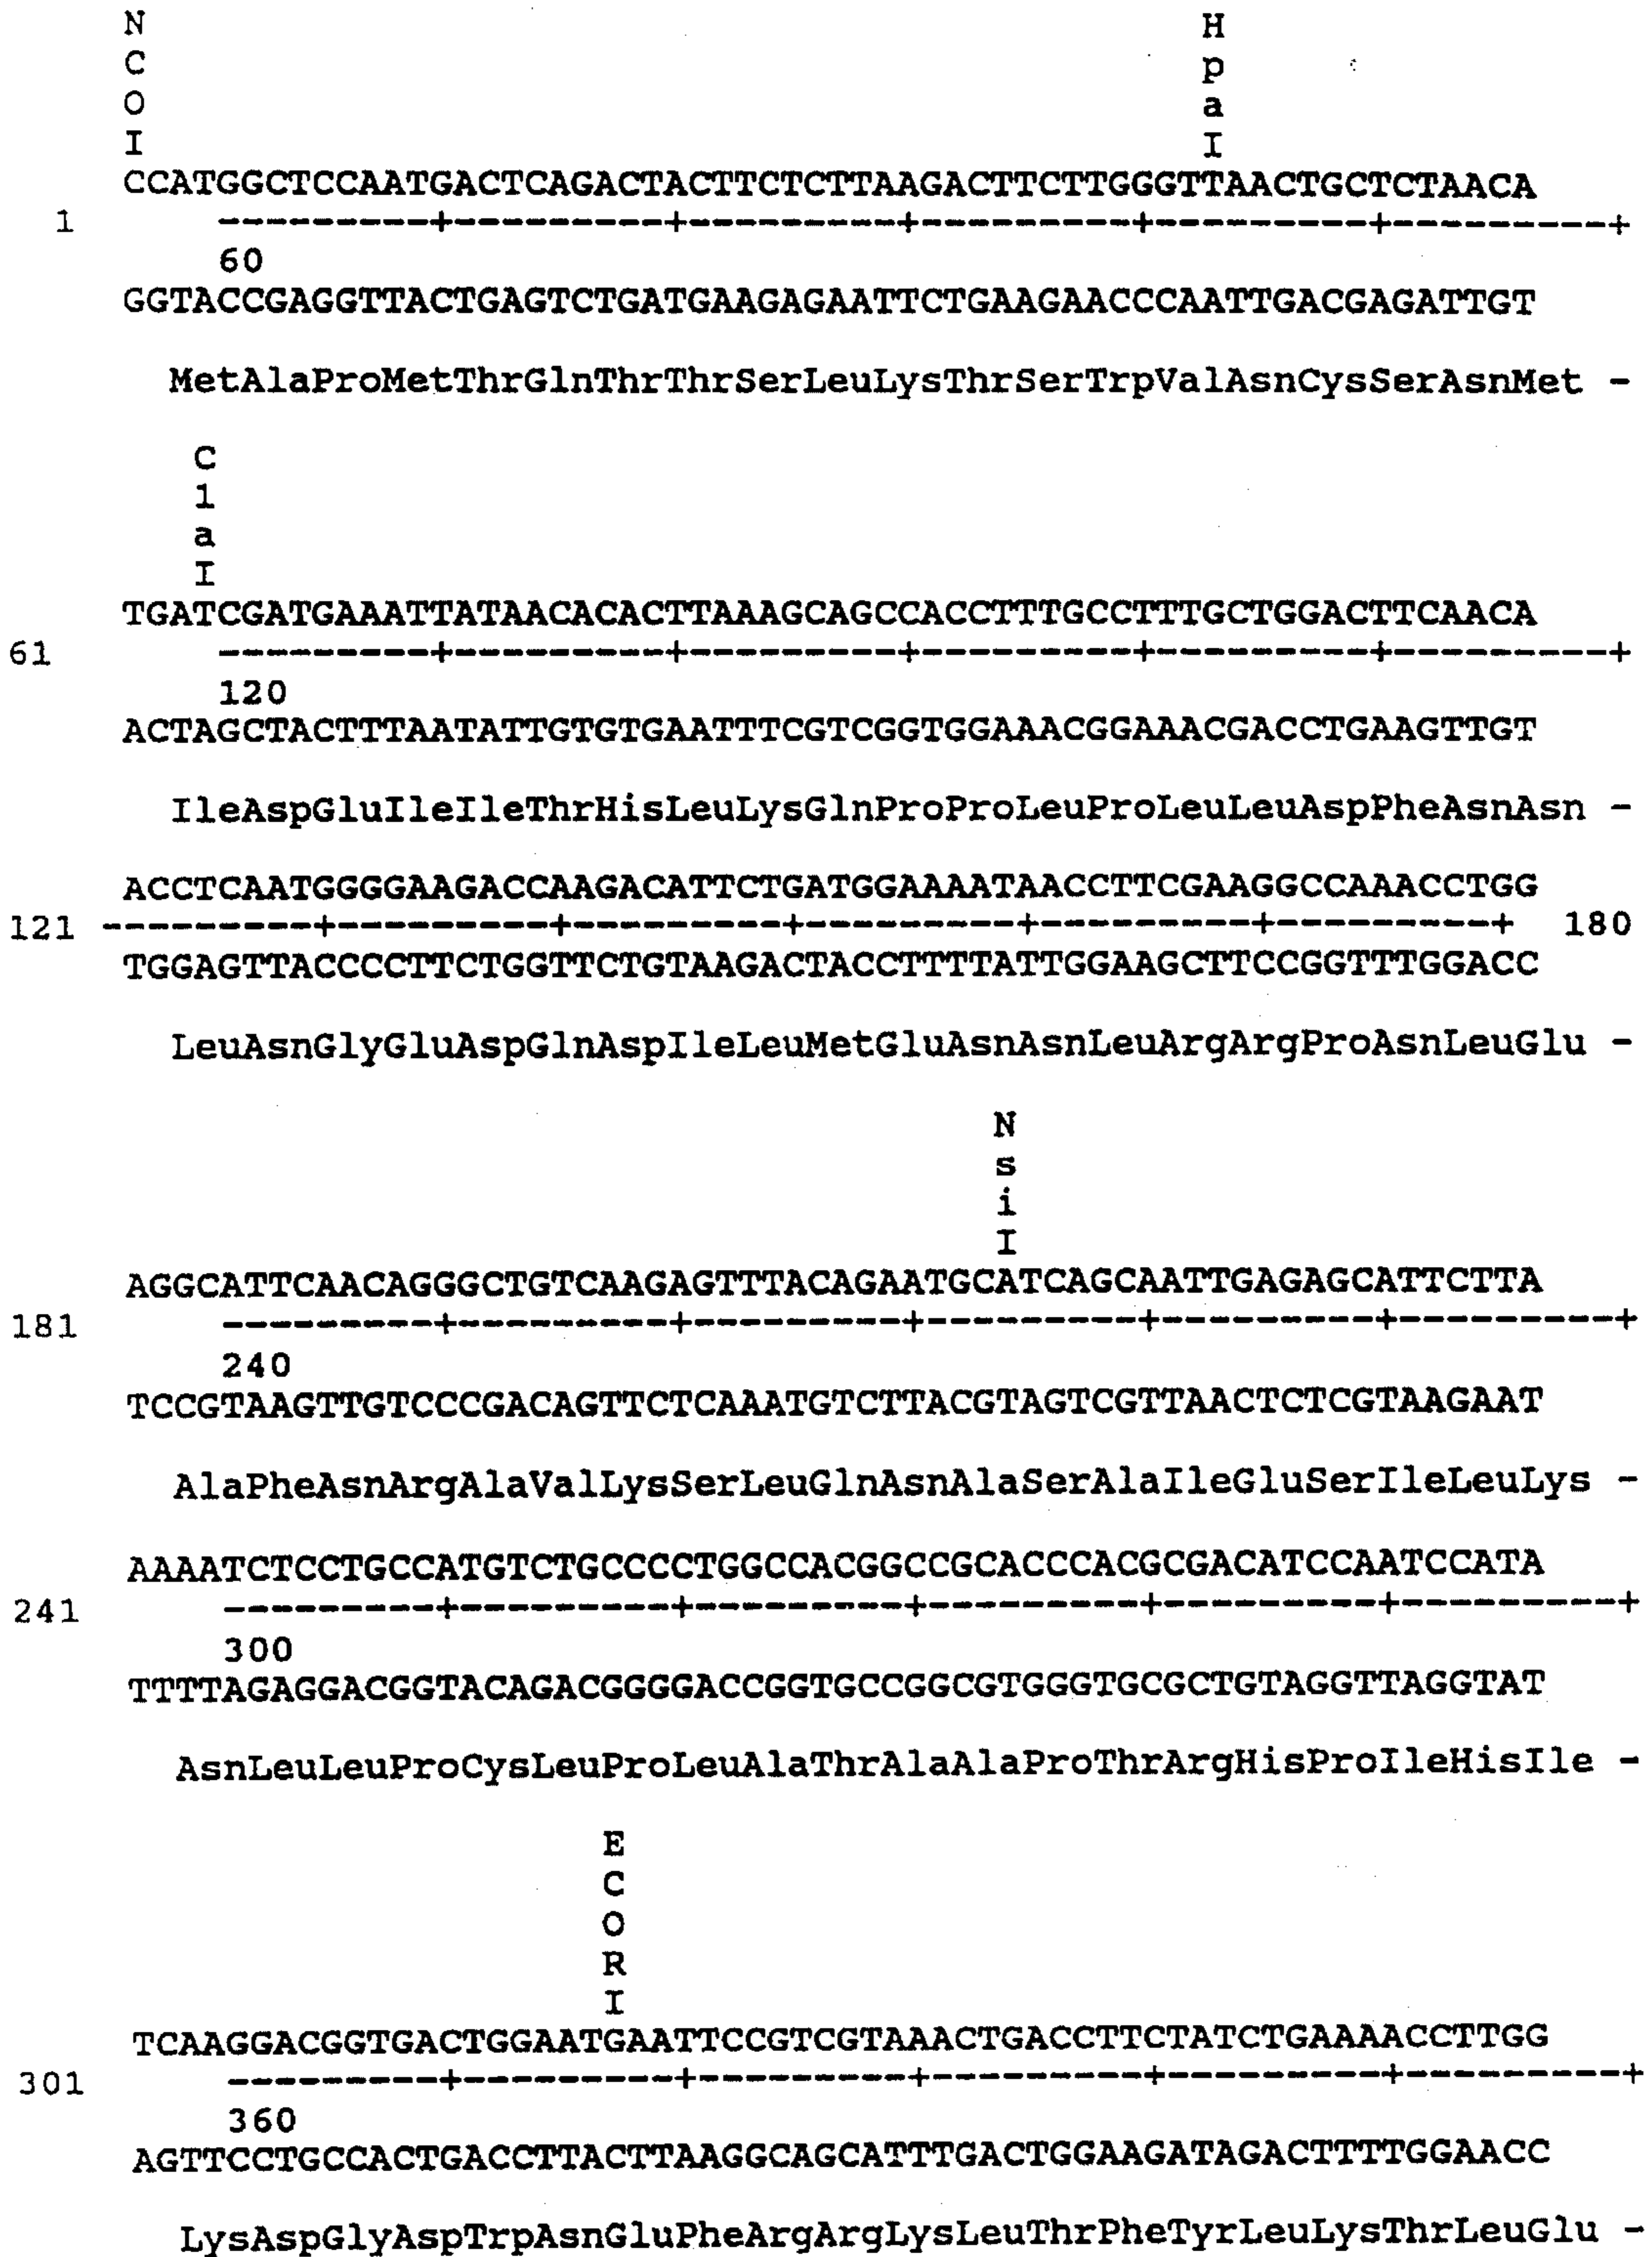 N H
C p
O a
I I
CCATGGCTCCAATGACTCAGACTACTTCTCTTAAGACTTCTTGGGTTAACTGCTCTAACA
1 ---------+---------+---------+---------+---------+---------+
60
GGTACCGAGGTTACTGAGTCTGATGAAGAGAATTCTGAAGAACCCAATTGACGAGATTGT
MetAlaProMetThrGlnThrThrSerLeuLysThrSerTrpValAsnCysSerAsnMet -
C
l
a
I
TGATCGATGAAATTATAACACACTTAAAGCAGCCACCTTTGCCTTTGCTGGACTTCAACA
61 ---------+---------+---------+---------+---------+---------+
120
ACTAGCTACTTTAATATTGTGTGAATTTCGTCGGTGGAAACGGAAACGACCTGAAGTTGT
IleAspGluIleIleThrHisLeuLysGlnProProLeuProLeuLeuAspPheAsnAsn -
ACCTCAATGGGGAAGACCAAGACATTCTGATGGAAAATAACCTTCGAAGGCCAAACCTGG
121 ---------+---------+---------+---------+---------+---------+ 180
TGGAGTTACCCCTTCTGGTTCTGTAAGACTACCTTTTATTGGAAGCTTCCGGTTTGGACC
LeuAsnGlyGluAspGlnAspIleLeuMetGluAsnAsnLeuArgArgProAsnLeuGlu -
N
s
i
I
AGGCATTCAACAGGGCTGTCAAGAGTTTACAGAATGCATCAGCAATTGAGAGCATTCTTA
181 ---------+---------+---------+---------+---------+---------+
240
TCCGTAAGTTGTCCCGACAGTTCTCAAATGTCTTACGTAGTCGTTAACTCTCGTAAGAAT
AlaPheAsnArgAlaValLysSerLeuGlnAsnAlaSerAlaIleGluSerIleLeuLys -
AAAATCTCCTGCCATGTCTGCCCCTGGCCACGGCCGCACCCACGCGACATCCAATCCATA
241 ---------+---------+---------+---------+---------+---------+
300
TTTTAGAGGACGGTACAGACGGGGACCGGTGCCGGCGTGGGTGCGCTGTAGGTTAGGTAT
AsnLeuLeuProCysLeuProLeuAlaThrAlaAlaProThrArgHisProIleHisIle -
E
C
O
R
I
TCAAGGACGGTGACTGGAATGAATTCCGTCGTAAACTGACCTTCTATCTGAAAACCTTGG
301 ---------+---------+---------+---------+---------+---------+
360
AGTTCCTGCCACTGACCTTACTTAAGGCAGCATTTGACTGGAAGATAGACTTTTGGAACC
LysAspGlyAspTrpAsnGluPheArgArgLysLeuThrPheTyrLeuLysThrLeuGlu -